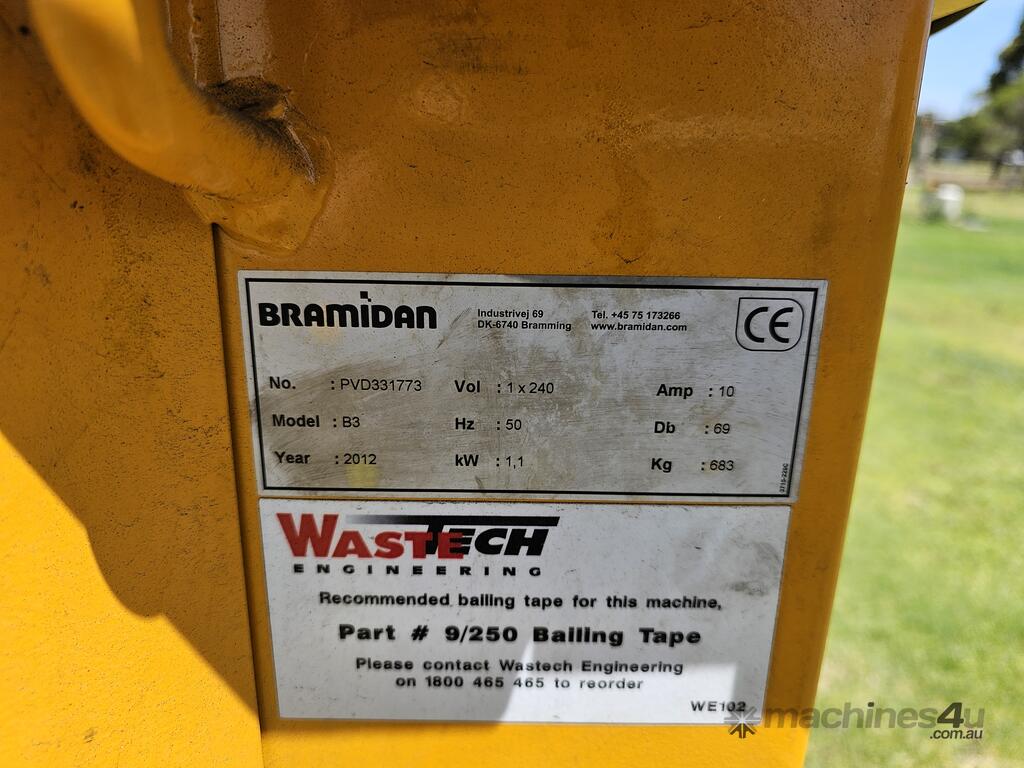 BRAMIDAN
Industrivej 69 Tel. +45 75 173266
DK-6740 Bramming www.bramidan.com
CE
No. : PVD331773 Vol : 1 x 240 Amp : 10
Model : B3 Hz : 50 Db : 69
Year : 2012 kW : 1,1 Kg : 683
WASTECH
ENGINEERING
Recommended balling tape for this machine,
Part # 9/250 Balling Tape
Please contact Wastech Engineering
on 1800 465 465 to reorder
WE102
machines4u
.com.au